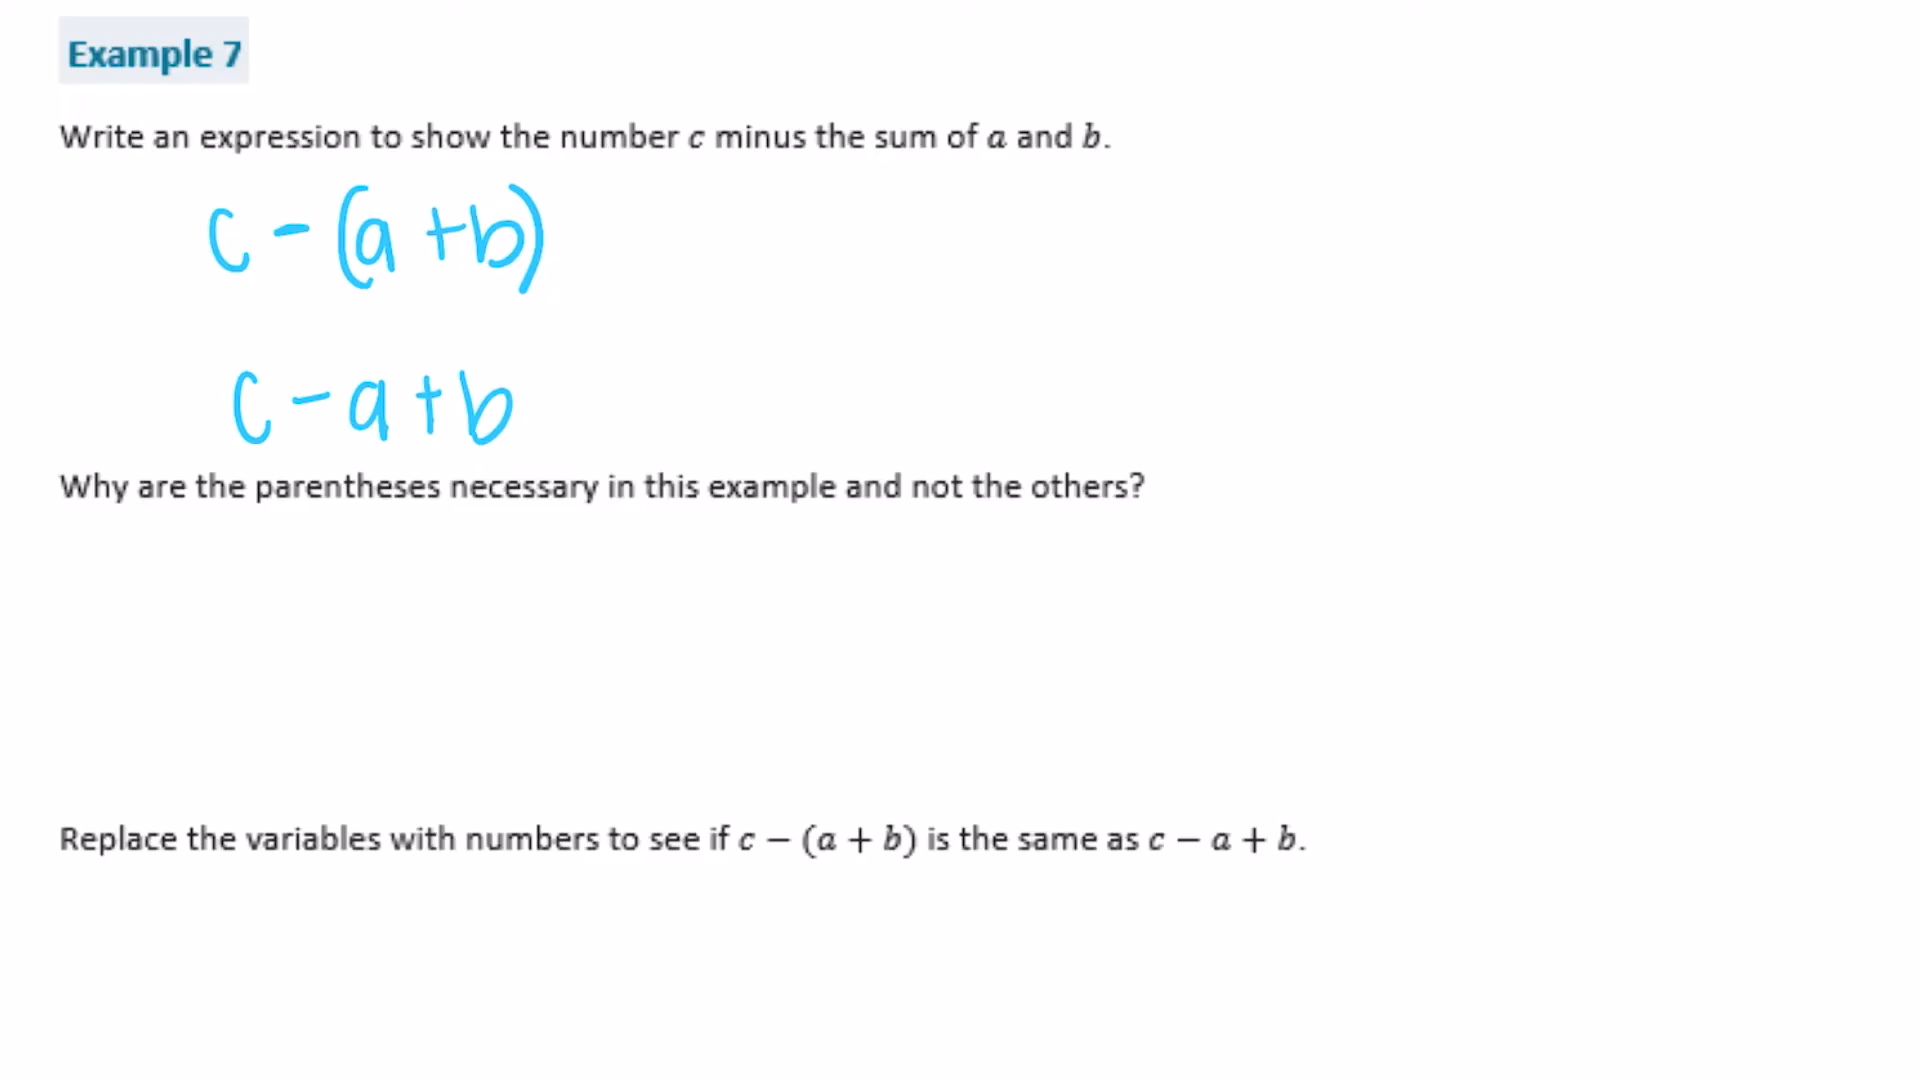 Example 7
Write an expression to show the number c minus the sum of a and b.
c - (a + b)
c - a + b
Why are the parentheses necessary in this example and not the others?
Replace the variables with numbers to see if c − (a + b) is the same as c − a + b.